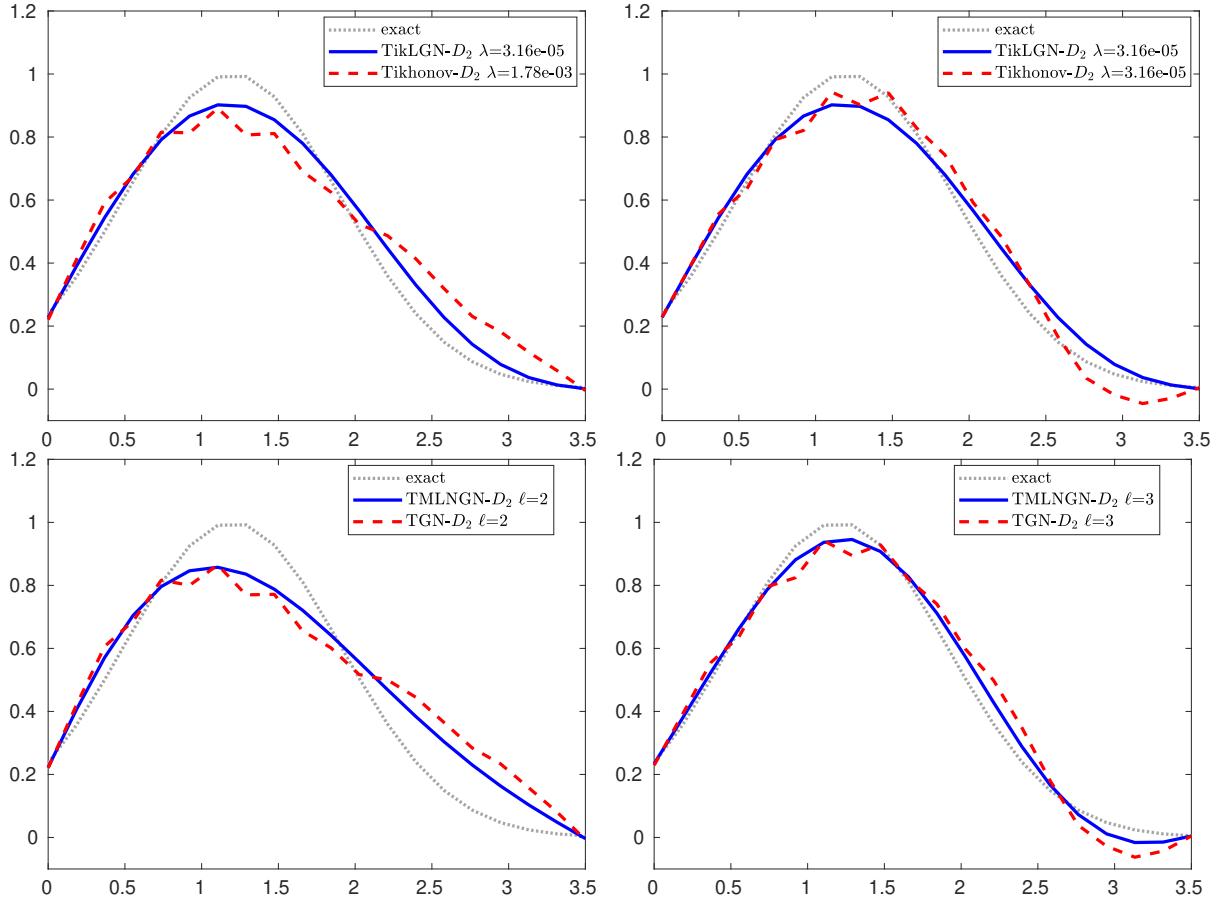 1.2
1
0.8
0.6
0.4
0.2
0
0 0.5 1 1.5 2 2.5 3 3.5
exact
TikLGN-D₂ λ=3.16e-05
Tikhonov-D₂ λ=1.78e-03
1.2
1
0.8
0.6
0.4
0.2
0
0 0.5 1 1.5 2 2.5 3 3.5
exact
TikLGN-D₂ λ=3.16e-05
Tikhonov-D₂ λ=3.16e-05
1.2
1
0.8
0.6
0.4
0.2
0
0 0.5 1 1.5 2 2.5 3 3.5
exact
TMLNGN-D₂ ℓ=2
TGN-D₂ ℓ=2
1.2
1
0.8
0.6
0.4
0.2
0
0 0.5 1 1.5 2 2.5 3 3.5
exact
TMLNGN-D₂ ℓ=3
TGN-D₂ ℓ=3